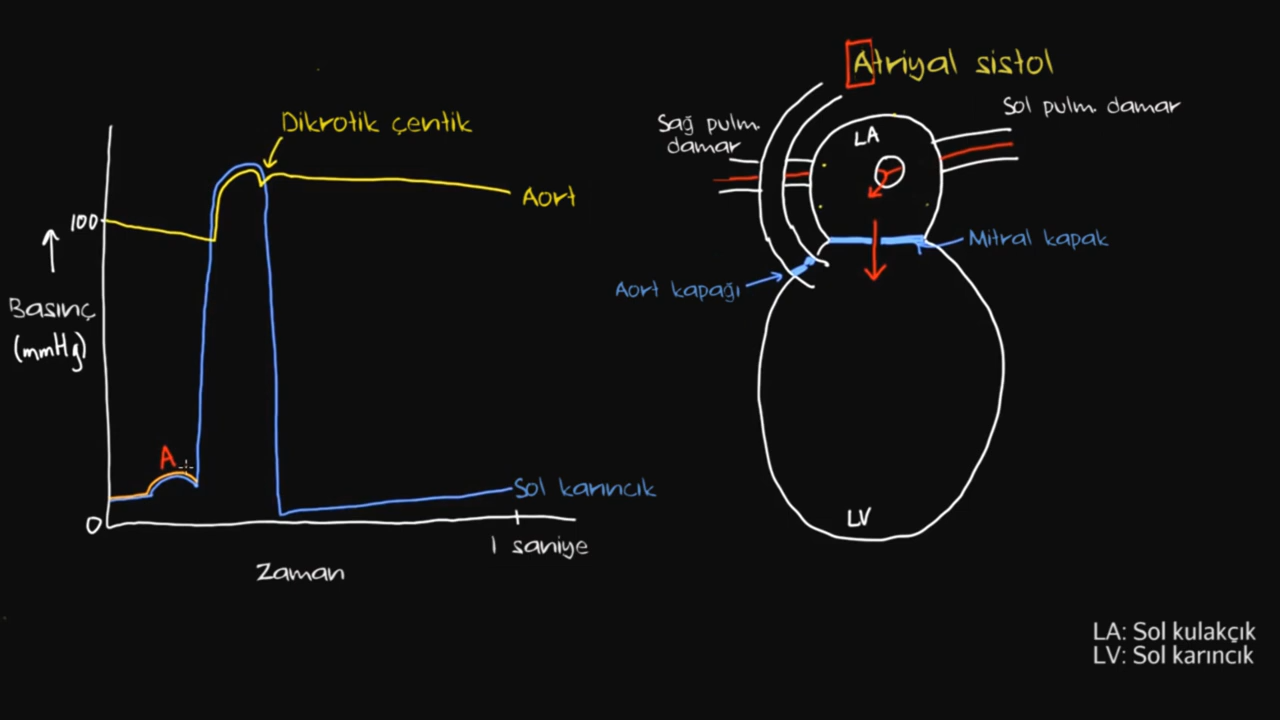 Atriyal sistol
Dikrotik çentik
Aort
100
Basınç
(mmHg)
A
Sol karıncık
0
1 saniye
Zaman
Sağ pulm.
damar
LA
Sol pulm. damar
Mitral kapak
Aort kapağı
LV
LA: Sol kulakçık
LV: Sol karıncık